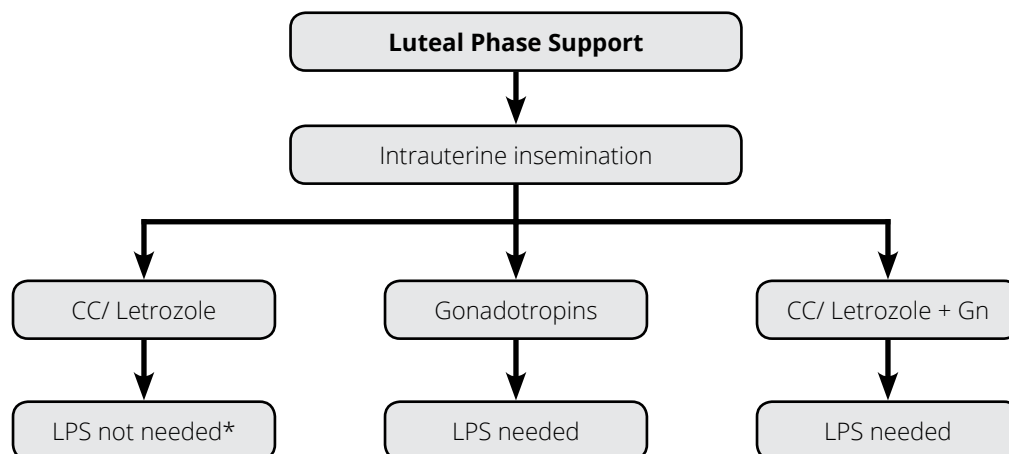 Luteal Phase Support
Intrauterine insemination
CC/ Letrozole
Gonadotropins
CC/ Letrozole + Gn
LPS not needed*
LPS needed
LPS needed